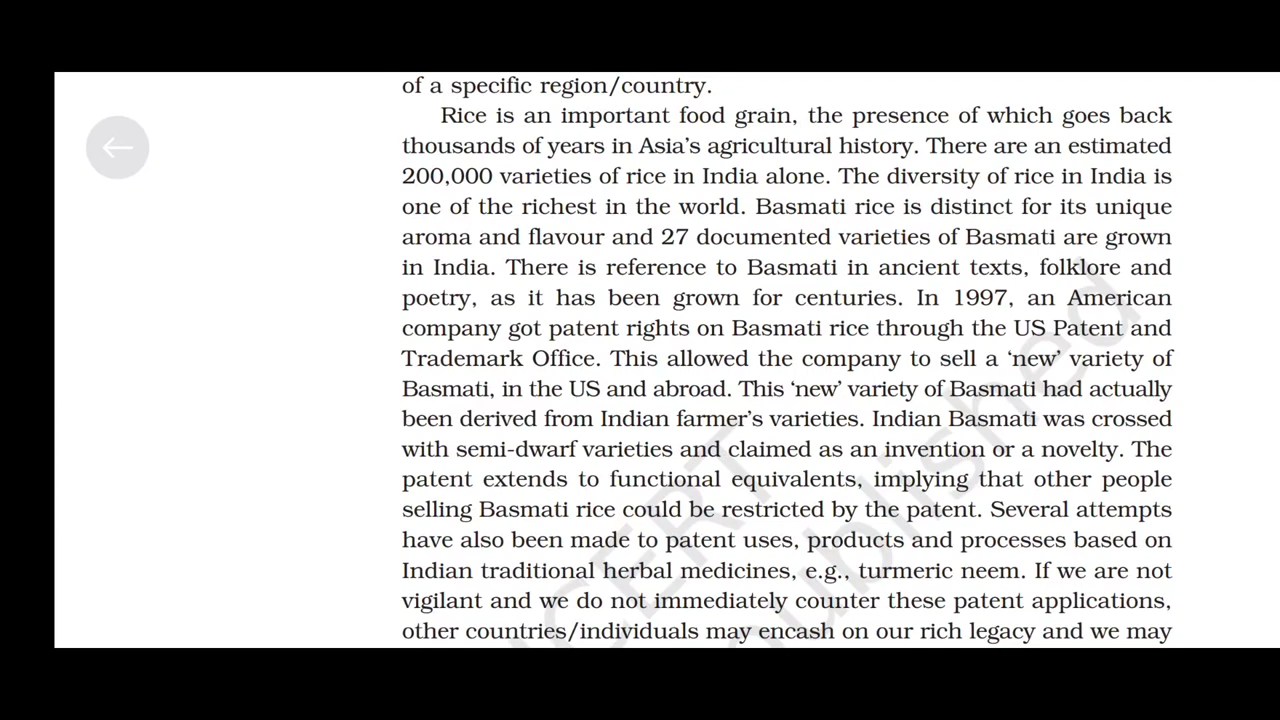 of a specific region/country.
Rice is an important food grain, the presence of which goes back
thousands of years in Asia's agricultural history. There are an estimated
200,000 varieties of rice in India alone. The diversity of rice in India is
one of the richest in the world. Basmati rice is distinct for its unique
aroma and flavour and 27 documented varieties of Basmati are grown
in India. There is reference to Basmati in ancient texts, folklore and
poetry, as it has been grown for centuries. In 1997, an American
company got patent rights on Basmati rice through the US Patent and
Trademark Office. This allowed the company to sell a ‘new’ variety of
Basmati, in the US and abroad. This ‘new’ variety of Basmati had actually
been derived from Indian farmer's varieties. Indian Basmati was crossed
with semi-dwarf varieties and claimed as an invention or a novelty. The
patent extends to functional equivalents, implying that other people
selling Basmati rice could be restricted by the patent. Several attempts
have also been made to patent uses, products and processes based on
Indian traditional herbal medicines, e.g., turmeric neem. If we are not
vigilant and we do not immediately counter these patent applications,
other countries/individuals may encash on our rich legacy and we may